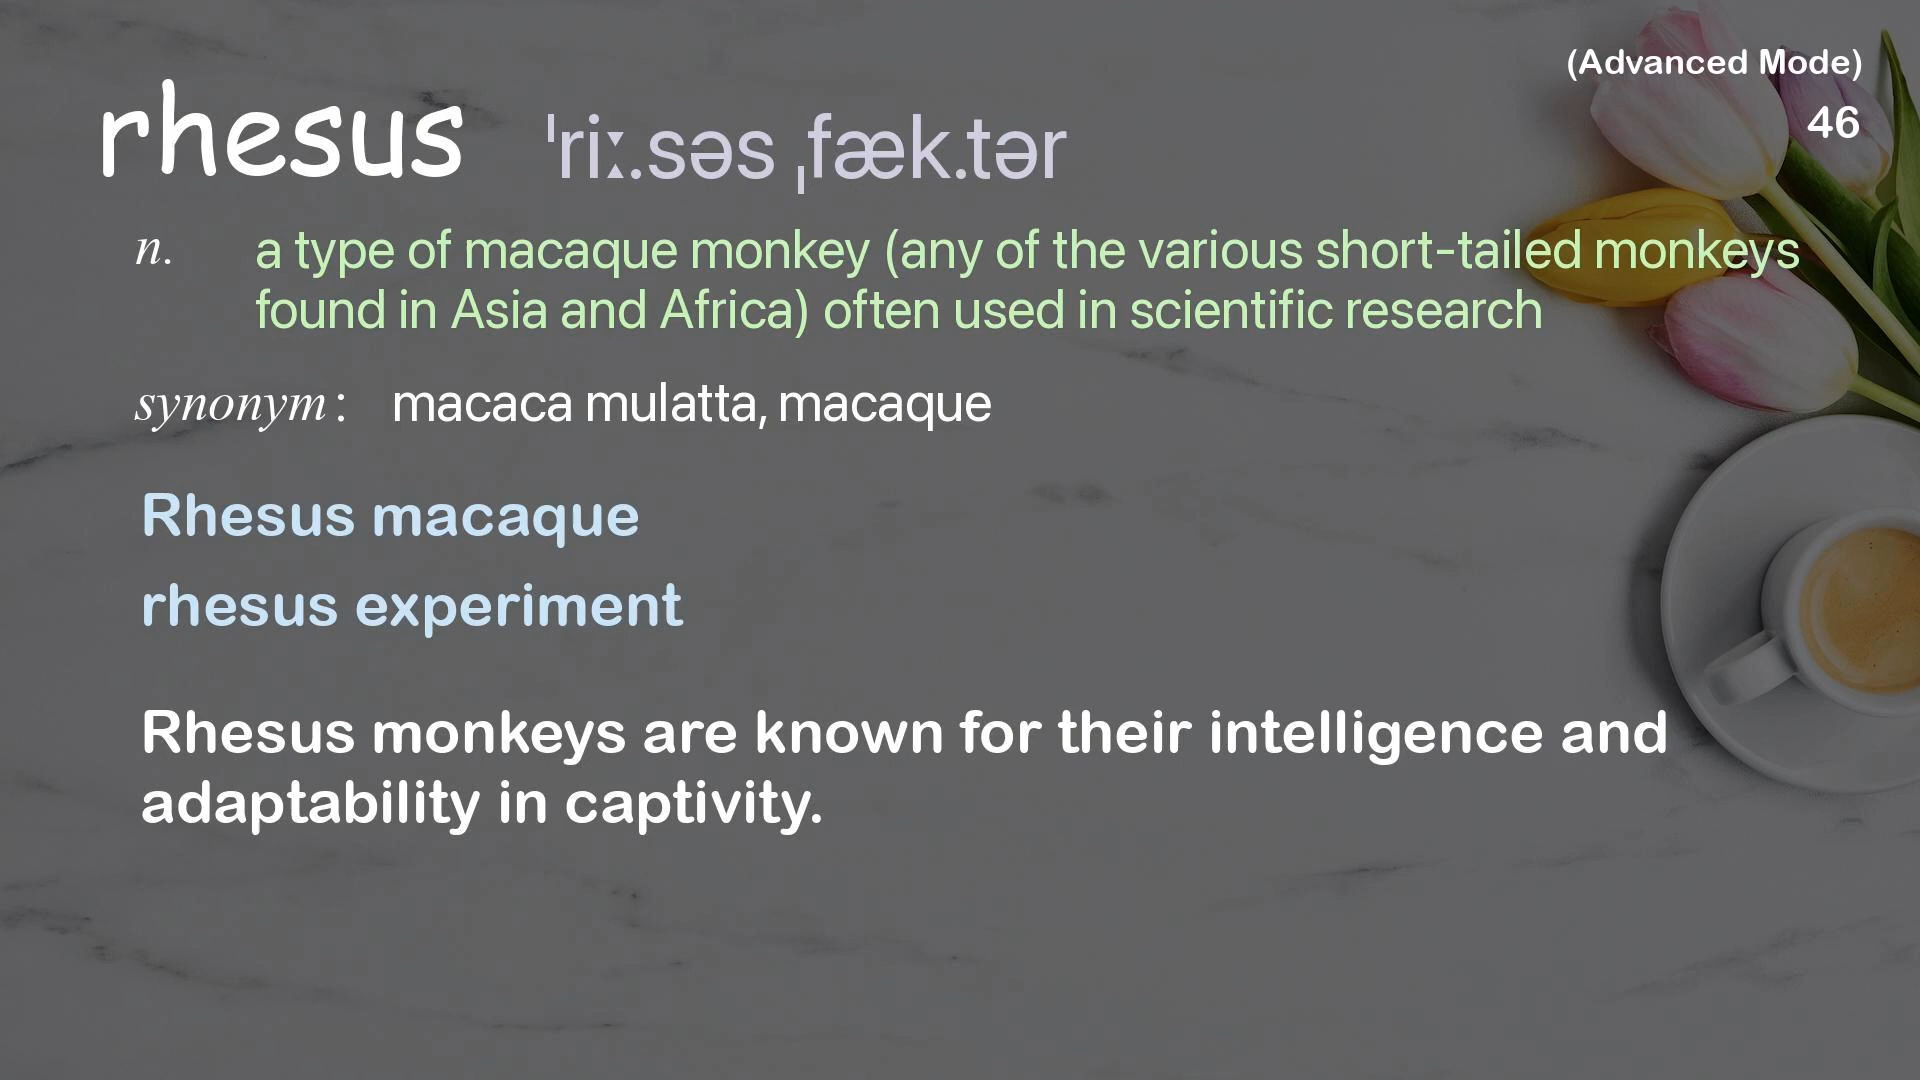 (Advanced Mode)
46
rhesus ˈriː.səs ˌfæk.tər
n. a type of macaque monkey (any of the various short-tailed monkeys
found in Asia and Africa) often used in scientific research
synonym: macaca mulatta, macaque
Rhesus macaque
rhesus experiment
Rhesus monkeys are known for their intelligence and
adaptability in captivity.